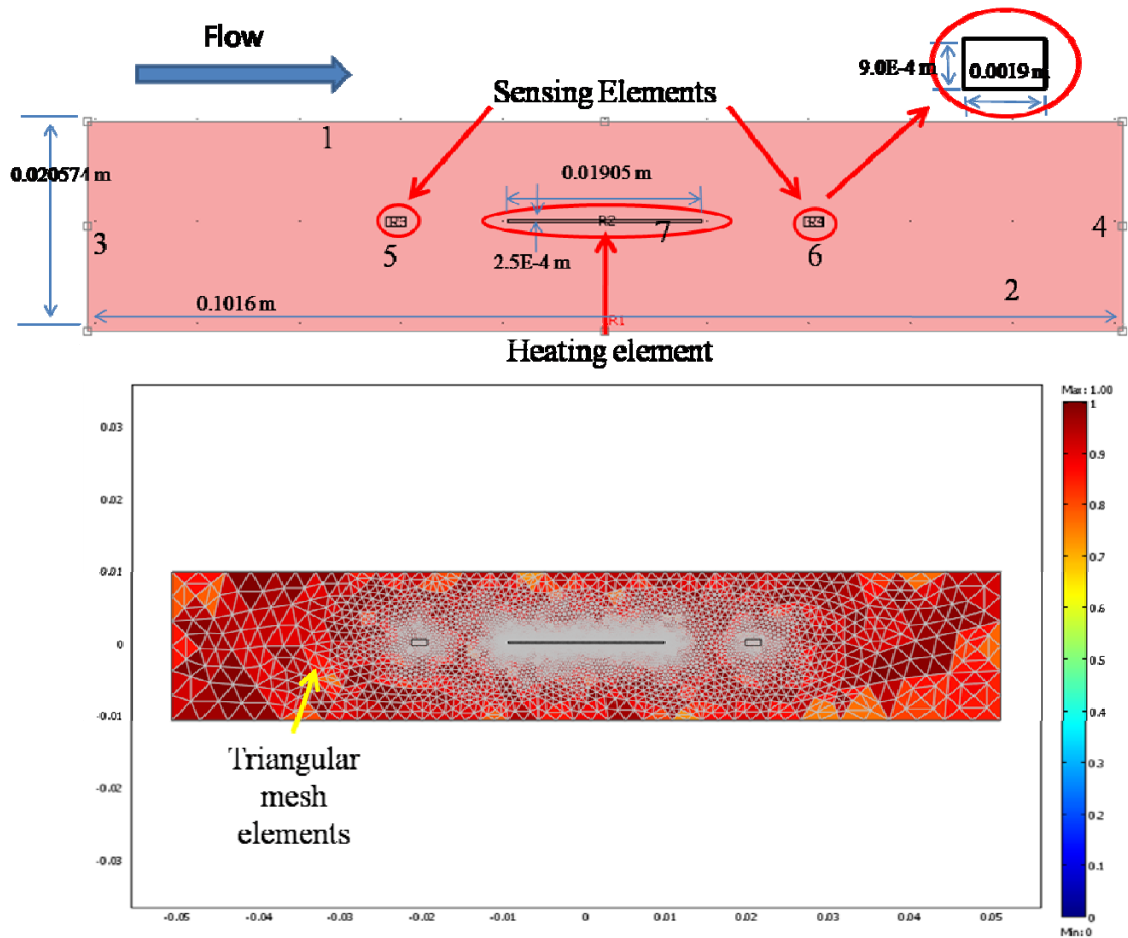 Flow
9.0E-4 m
0.0019 m
Sensing Elements
1
0.020574 m
0.01905 m
R3
R2
R4
3
5
7
6
4
2.5E-4 m
2
0.1016 m
R1
Heating element
Max: 1.00
1
0.9
0.8
0.7
0.6
0.5
0.4
0.3
0.2
0.1
0
Min: 0
0.03
0.02
0.01
0
-0.01
-0.02
-0.03
Triangular
mesh
elements
-0.05
-0.04
-0.03
-0.02
-0.01
0
0.01
0.02
0.03
0.04
0.05